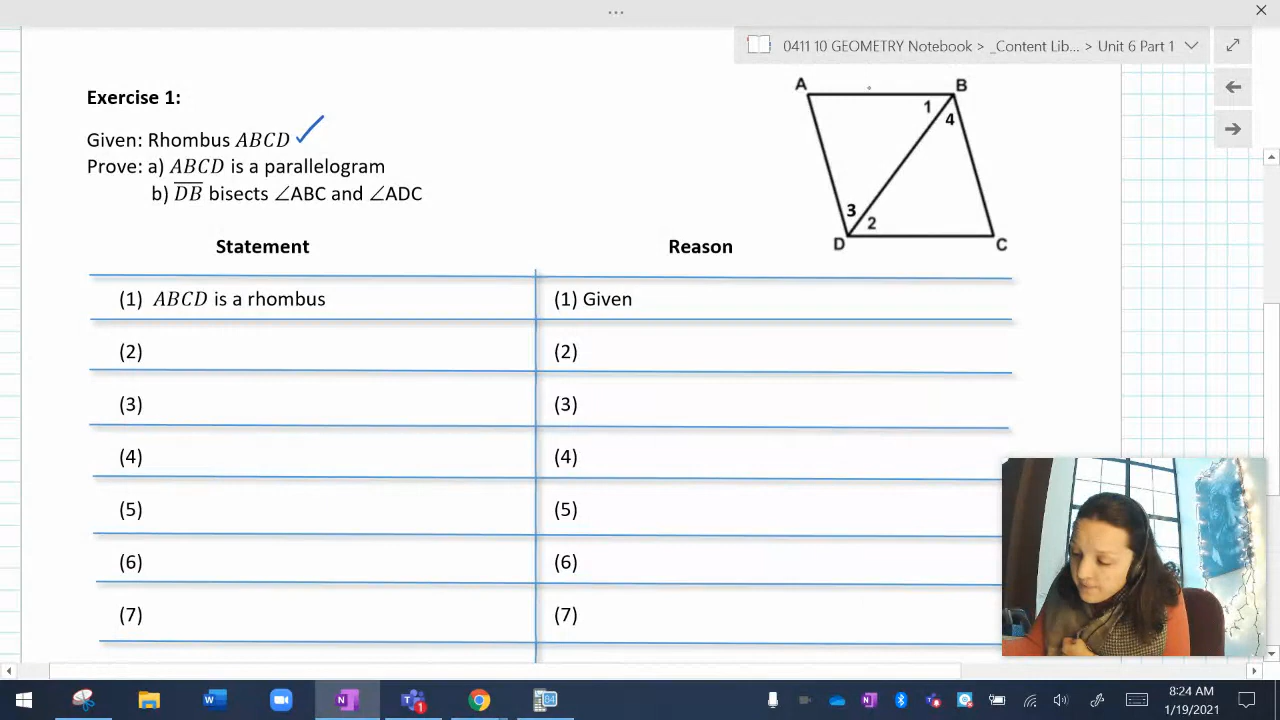 0411 10 GEOMETRY Notebook > _Content Lib... > Unit 6 Part 1
Exercise 1:
Given: Rhombus ABCD
Prove: a) ABCD is a parallelogram
b) DB bisects ∠ABC and ∠ADC
A
B
1
4
3
2
D
C
Statement
Reason
(1) ABCD is a rhombus
(1) Given
(2)
(2)
(3)
(3)
(4)
(4)
(5)
(5)
(6)
(6)
(7)
(7)
8:24 AM
1/19/2021